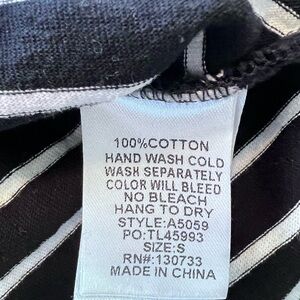 100%COTTON
HAND WASH COLD
WASH SEPARATELY
COLOR WILL BLEED
NO BLEACH
HANG TO DRY
STYLE:A5059
PO:TL45993
SIZE:S
RN#:130733
MADE IN CHINA